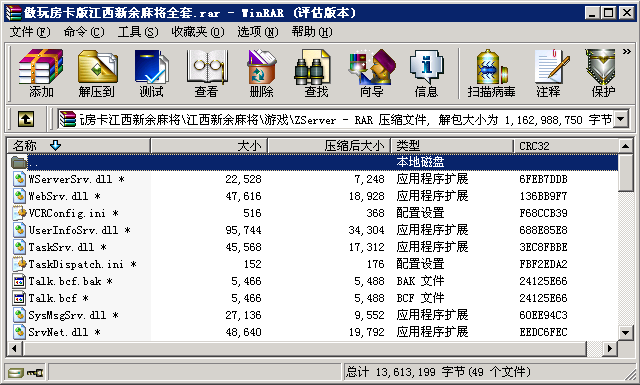 傲玩房卡版江西新余麻将全套.rar - WinRAR (评估版本)
文件(F) 命令(C) 工具(S) 收藏夹(O) 选项(N) 帮助(H)
添加 解压到 测试 查看 删除 查找 向导 信息 扫描病毒 注释 保护
房卡江西新余麻将\江西新余麻将\游戏\ZServer - RAR 压缩文件, 解包大小为 1,162,988,750 字节
名称 大小 压缩后大小 类型 CRC32
.. 本地磁盘
WServerSrv.dll * 22,528 7,248 应用程序扩展 6FEB7DDB
WebSrv.dll * 47,616 18,928 应用程序扩展 136BB9F7
VCRConfig.ini * 516 368 配置设置 F68CCB39
UserInfoSrv.dll * 95,744 34,304 应用程序扩展 688E85E8
TaskSrv.dll * 45,568 17,312 应用程序扩展 3EC8FBBE
TaskDispatch.ini * 152 176 配置设置 FBF2EDA2
Talk.bcf.bak * 5,466 5,488 BAK 文件 24125E66
Talk.bcf * 5,466 5,488 BCF 文件 24125E66
SysMsgSrv.dll * 27,136 9,552 应用程序扩展 60EE94C3
SrvNet.dll * 48,640 19,792 应用程序扩展 EEDC6FEC
总计 13,613,199 字节(49 个文件)